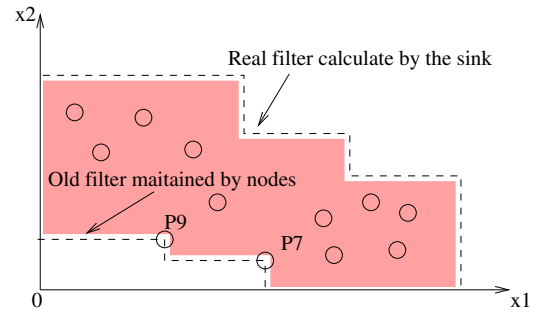 x2
Real filter calculate by the sink
Old filter maitained by nodes
P9
P7
0
x1